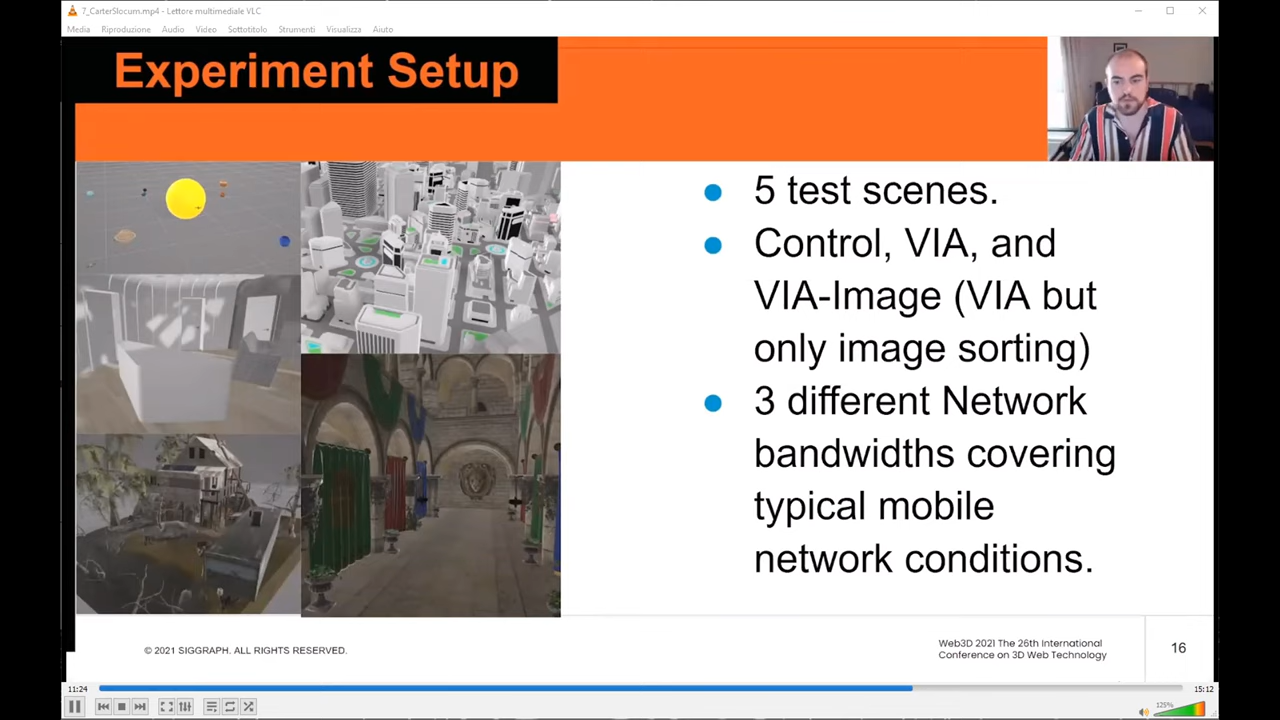 7_CarterSlocum.mp4 - Lettore multimediale VLC
Media Riproduzione Audio Video Sottotitolo Strumenti Visualizza Aiuto
Experiment Setup
5 test scenes.
Control, VIA, and
VIA-Image (VIA but
only image sorting)
3 different Network
bandwidths covering
typical mobile
network conditions.
© 2021 SIGGRAPH. ALL RIGHTS RESERVED.
Web3D 2021 The 26th International
Conference on 3D Web Technology
16
11:24
15:12
125%